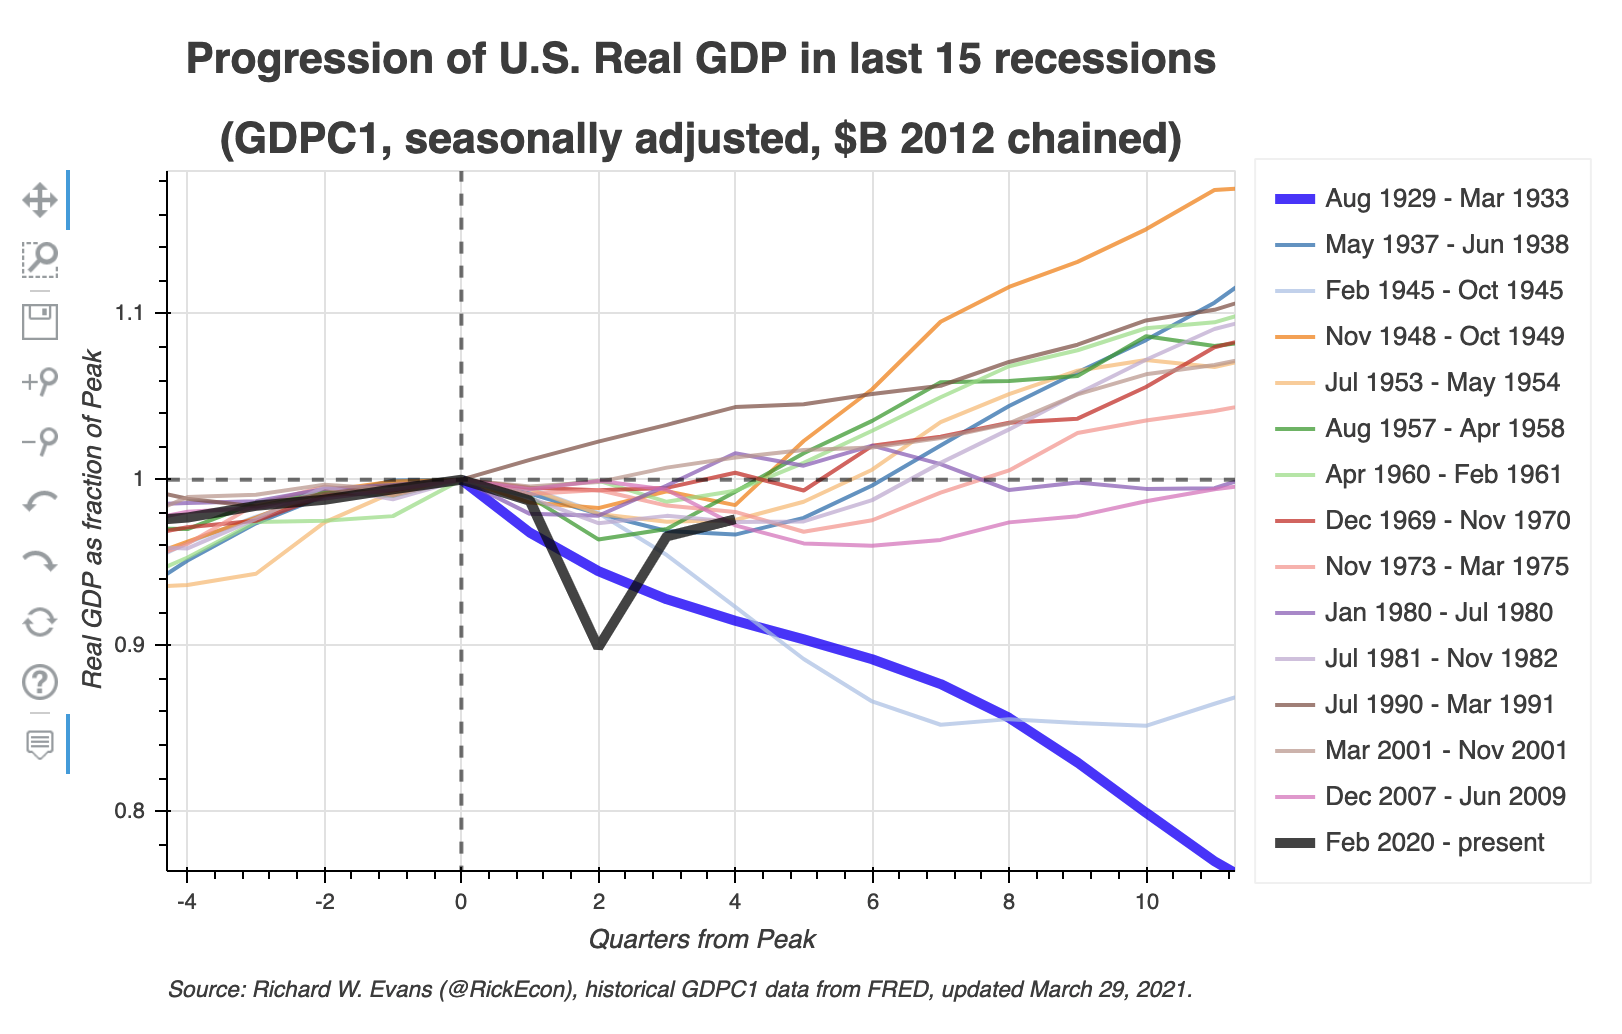 Progression of U.S. Real GDP in last 15 recessions
(GDPC1, seasonally adjusted, $B 2012 chained)
Real GDP as fraction of Peak
1.1
1
0.9
0.8
-4
-2
0
2
4
6
8
10
Quarters from Peak
Aug 1929 - Mar 1933
May 1937 - Jun 1938
Feb 1945 - Oct 1945
Nov 1948 - Oct 1949
Jul 1953 - May 1954
Aug 1957 - Apr 1958
Apr 1960 - Feb 1961
Dec 1969 - Nov 1970
Nov 1973 - Mar 1975
Jan 1980 - Jul 1980
Jul 1981 - Nov 1982
Jul 1990 - Mar 1991
Mar 2001 - Nov 2001
Dec 2007 - Jun 2009
Feb 2020 - present
Source: Richard W. Evans (@RickEcon), historical GDPC1 data from FRED, updated March 29, 2021.